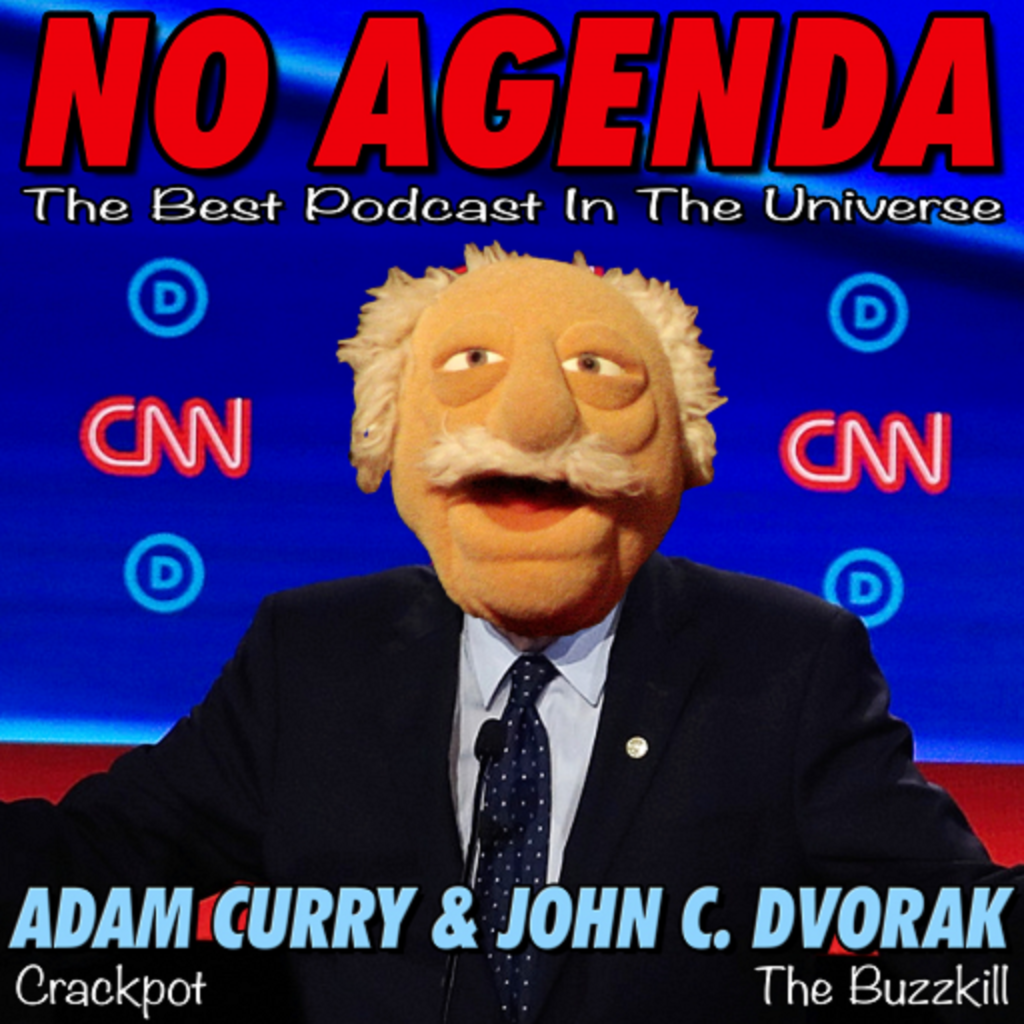 NO AGENDA
The Best Podcast In The Universe
D
D
CNN
CNN
D
D
ADAM CURRY & JOHN C. DVORAK
Crackpot
The Buzzkill